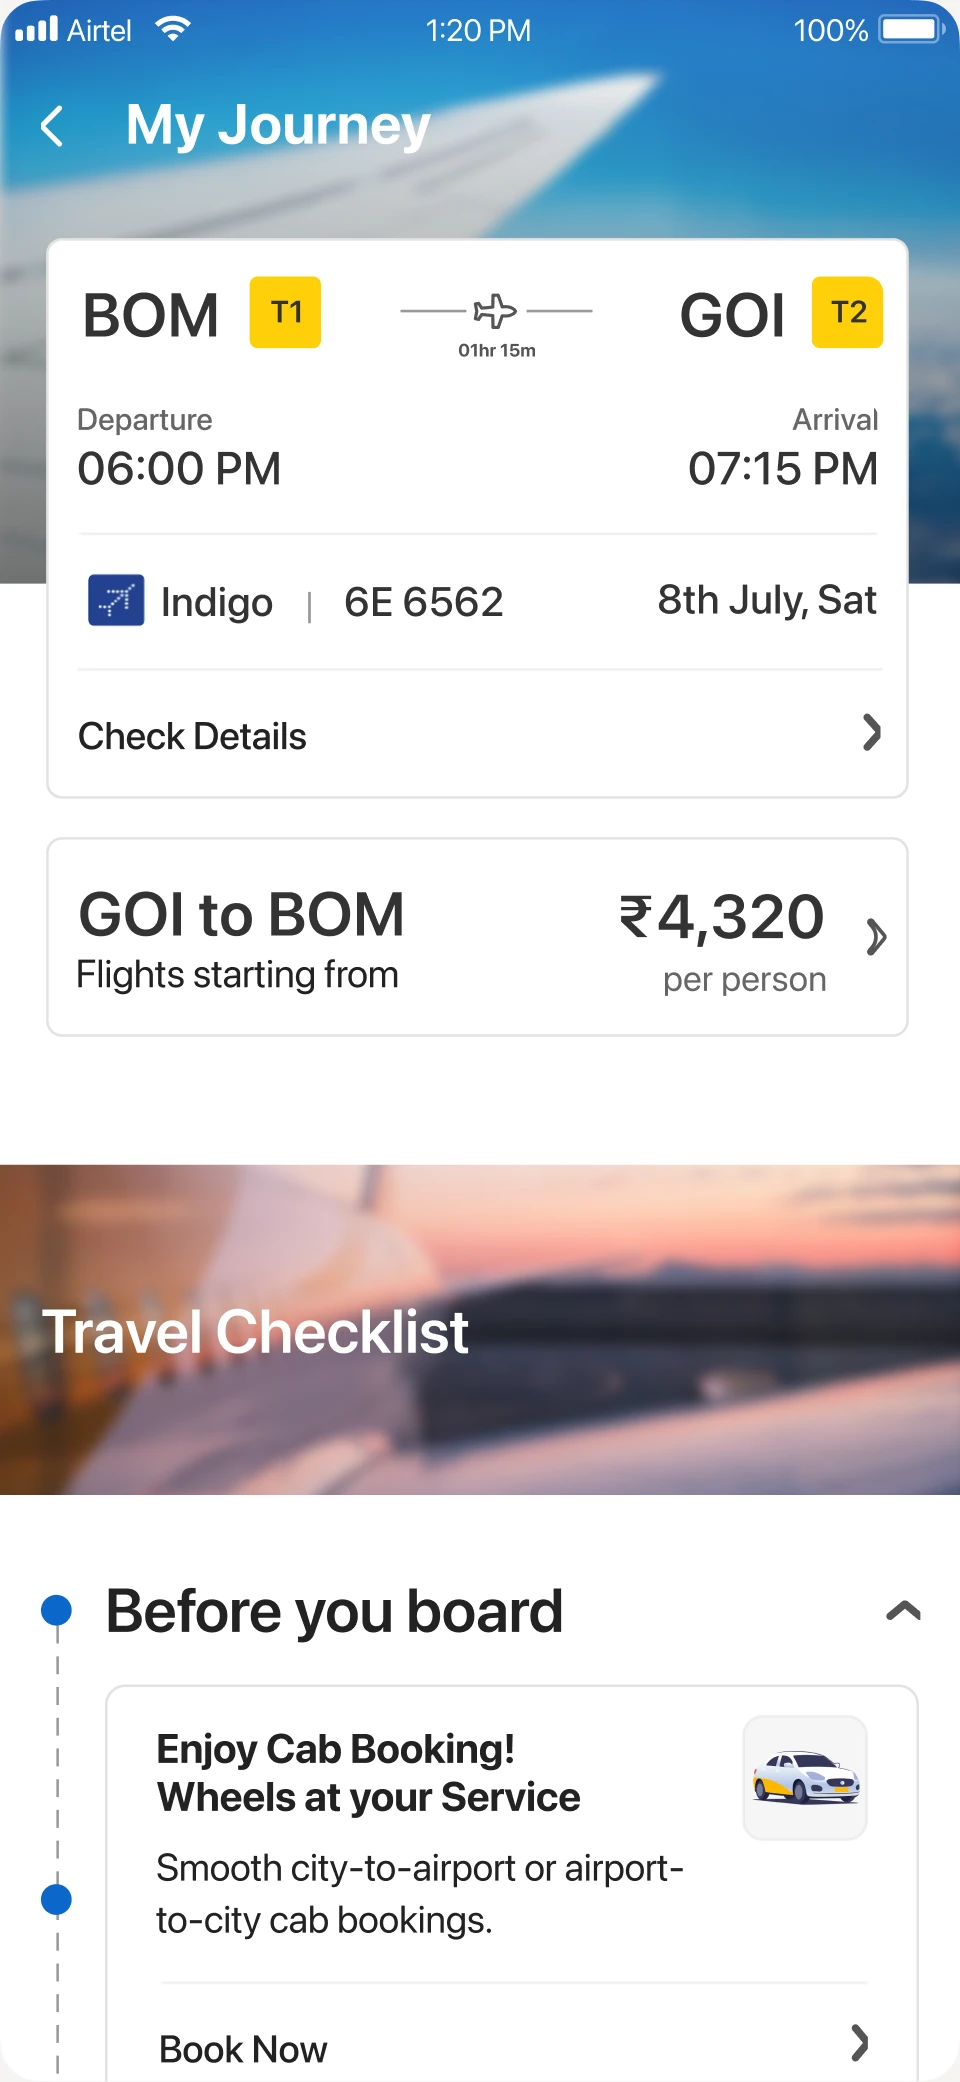 Airtel 1:20 PM 100%
My Journey
BOM T1 GOI T2
01hr 15m
Departure Arrival
06:00 PM 07:15 PM
Indigo | 6E 6562 8th July, Sat
Check Details
GOI to BOM ₹4,320
Flights starting from per person
Travel Checklist
Before you board
Enjoy Cab Booking!
Wheels at your Service
Smooth city-to-airport or airport-
to-city cab bookings.
Book Now